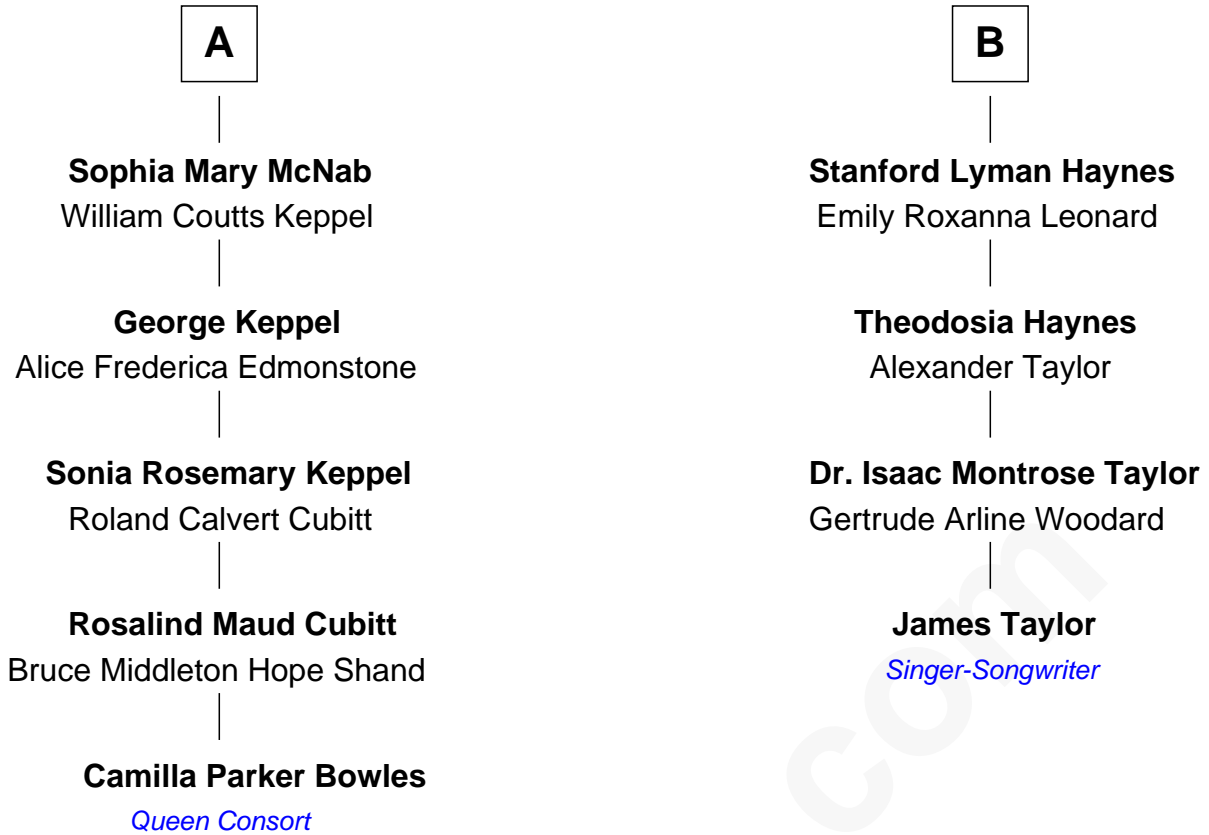 A
Sophia Mary McNab
William Coutts Keppel
George Keppel
Alice Frederica Edmonstone
Sonia Rosemary Keppel
Roland Calvert Cubitt
Rosalind Maud Cubitt
Bruce Middleton Hope Shand
Camilla Parker Bowles
Queen Consort
B
Stanford Lyman Haynes
Emily Roxanna Leonard
Theodosia Haynes
Alexander Taylor
Dr. Isaac Montrose Taylor
Gertrude Arline Woodard
James Taylor
Singer-Songwriter
com